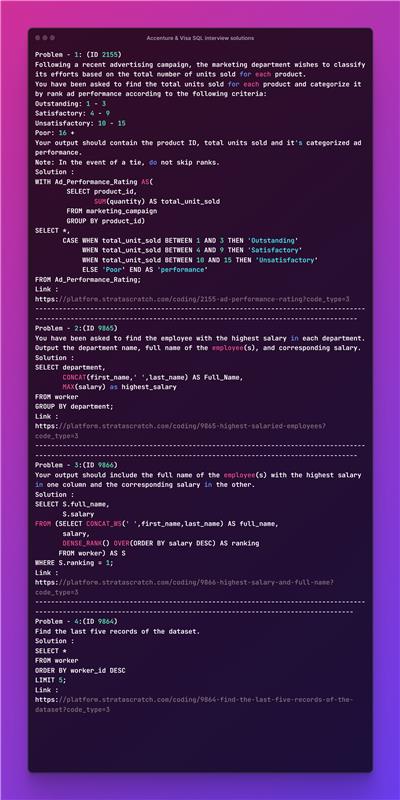 Accenture & Visa SQL interview solutions
Problem - 1: (ID 2155)
Following a recent advertising campaign, the marketing department wishes to classify
its efforts based on the total number of units sold for each product.
You have been asked to find the total units sold for each product and categorize it
by rank ad performance according to the following criteria:
Outstanding: 1 - 3
Satisfactory: 4 - 9
Unsatisfactory: 10 - 15
Poor: 16 +
Your output should contain the product ID, total units sold and it's categorized ad
performance.
Note: In the event of a tie, do not skip ranks.
Solution :
WITH Ad_Performance_Rating AS(
SELECT product_id,
SUM(quantity) AS total_unit_sold
FROM marketing_campaign
GROUP BY product_id)
SELECT *,
CASE WHEN total_unit_sold BETWEEN 1 AND 3 THEN 'Outstanding'
WHEN total_unit_sold BETWEEN 4 AND 9 THEN 'Satisfactory'
WHEN total_unit_sold BETWEEN 10 AND 15 THEN 'Unsatisfactory'
ELSE 'Poor' END AS 'performance'
FROM Ad_Performance_Rating;
Link :
https://platform.stratascratch.com/coding/2155-ad-performance-rating?code_type=3
--------------------------------------------------------------------------------
--------------------------------------------------------------------------------
Problem - 2:(ID 9865)
You have been asked to find the employee with the highest salary in each department.
Output the department name, full name of the employee(s), and corresponding salary.
Solution :
SELECT department,
CONCAT(first_name,' ',last_name) AS Full_Name,
MAX(salary) as highest_salary
FROM worker
GROUP BY department;
Link :
https://platform.stratascratch.com/coding/9865-highest-salaried-employees?
code_type=3
--------------------------------------------------------------------------------
--------------------------------------------------------------------------------
Problem - 3:(ID 9866)
Your output should include the full name of the employee(s) with the highest salary
in one column and the corresponding salary in the other.
Solution :
SELECT S.full_name,
S.salary
FROM (SELECT CONCAT_WS(' ',first_name,last_name) AS full_name,
salary,
DENSE_RANK() OVER(ORDER BY salary DESC) AS ranking
FROM worker) AS S
WHERE S.ranking = 1;
Link :
https://platform.stratascratch.com/coding/9866-highest-salary-and-full-name?
code_type=3
--------------------------------------------------------------------------------
--------------------------------------------------------------------------------
Problem - 4:(ID 9864)
Find the last five records of the dataset.
Solution :
SELECT *
FROM worker
ORDER BY worker_id DESC
LIMIT 5;
Link :
https://platform.stratascratch.com/coding/9864-find-the-last-five-records-of-the-
dataset?code_type=3